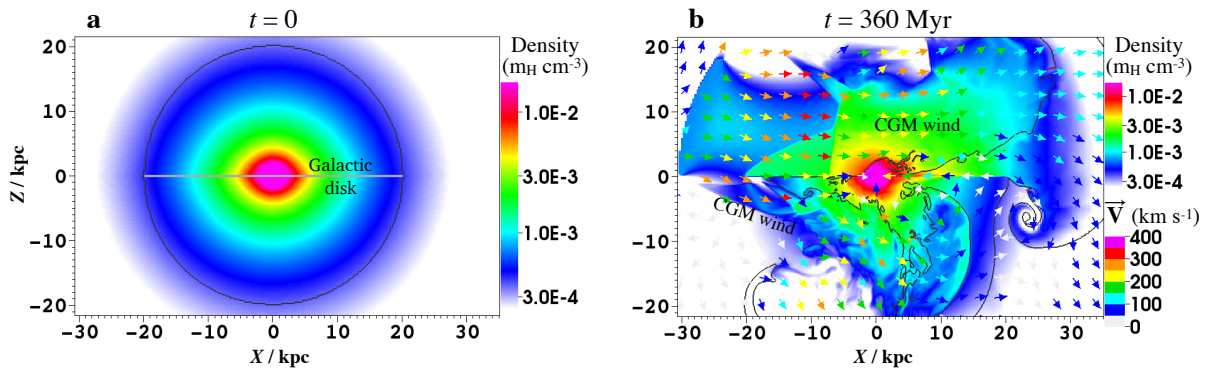 a
t = 0
Density
(mH cm-3)
1.0E-2
3.0E-3
1.0E-3
3.0E-4
Galactic
disk
Z / kpc
20
10
0
−10
−20
−30 −20 −10 0 10 20 30
X / kpc
b
t = 360 Myr
Density
(mH cm-3)
1.0E-2
3.0E-3
1.0E-3
3.0E-4
V (km s-1)
400
300
200
100
0
CGM wind
CGM wind
20
10
0
−10
−20
−30 −20 −10 0 10 20 30
X / kpc